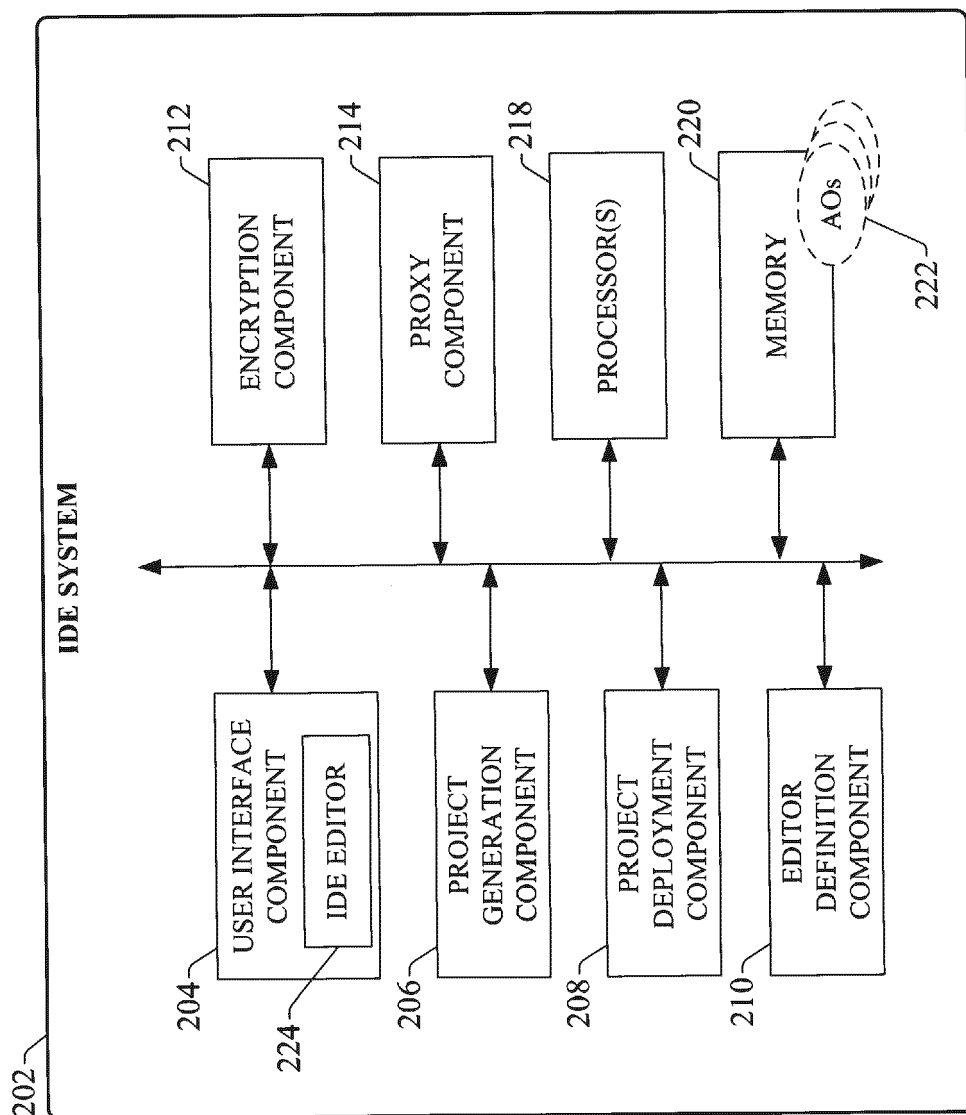 202
IDE SYSTEM
204
USER INTERFACE
COMPONENT
IDE EDITOR
224
206
PROJECT
GENERATION
COMPONENT
208
PROJECT
DEPLOYMENT
COMPONENT
210
EDITOR
DEFINITION
COMPONENT
212
ENCRYPTION
COMPONENT
214
PROXY
COMPONENT
218
PROCESSOR(S)
220
MEMORY
AOs
222